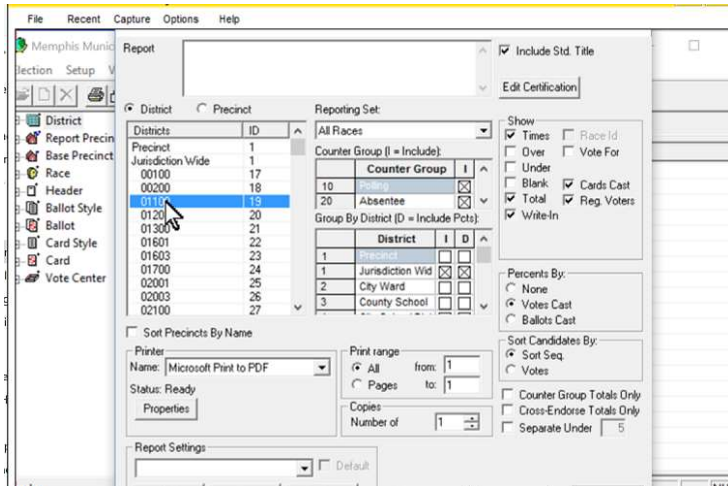 File Recent Capture Options Help
Memphis Munic
lection Setup V
District
Report Precin
Base Precinct
Race
Header
Ballot Style
Ballot
Card Style
Card
Vote Center
Report
Include Std. Title
Edit Certification
District Precinct
Districts ID
Precinct 1
Jurisdiction Wide 1
00100 17
00200 18
19
20
01300 21
01601 22
01603 23
01700 24
02001 25
02003 26
02100 27
Sort Precincts By Name
Reporting Set:
All Races
Counter Group (I = Include):
Counter Group I
10 Polling
20 Absentee
Group By District (D = Include Pcts):
District I D
1 Precinct
1 Jurisdiction Wid
2 City Ward
3 County School
Show
Times Race Id
Over Vote For
Under
Blank Cards Cast
Total Reg. Voters
Write-In
Percents By:
None
Votes Cast
Ballots Cast
Sort Candidates By:
Sort Seq.
Votes
Counter Group Totals Only
Cross-Endorse Totals Only
Separate Under 5
Printer
Name: Microsoft Print to PDF
Status: Ready
Properties
Print range
All from: 1
Pages to: 1
Copies
Number of 1
Report Settings
Default